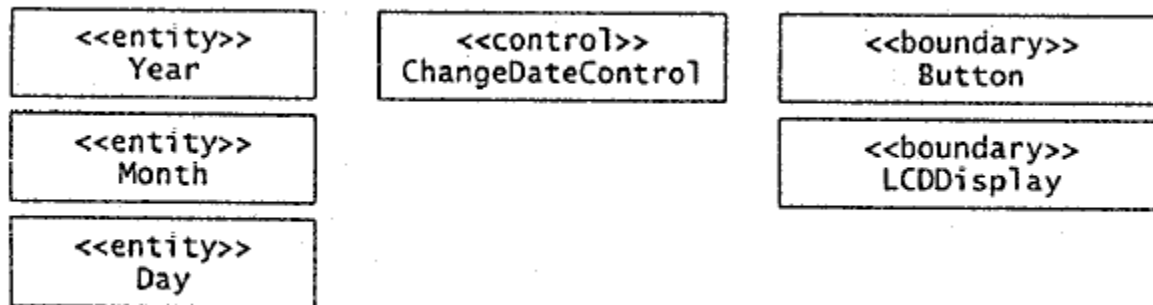 <<entity>>
Year
<<entity>>
Month
<<entity>>
Day
<<control>>
ChangeDateControl
<<boundary>>
Button
<<boundary>>
LCDDisplay